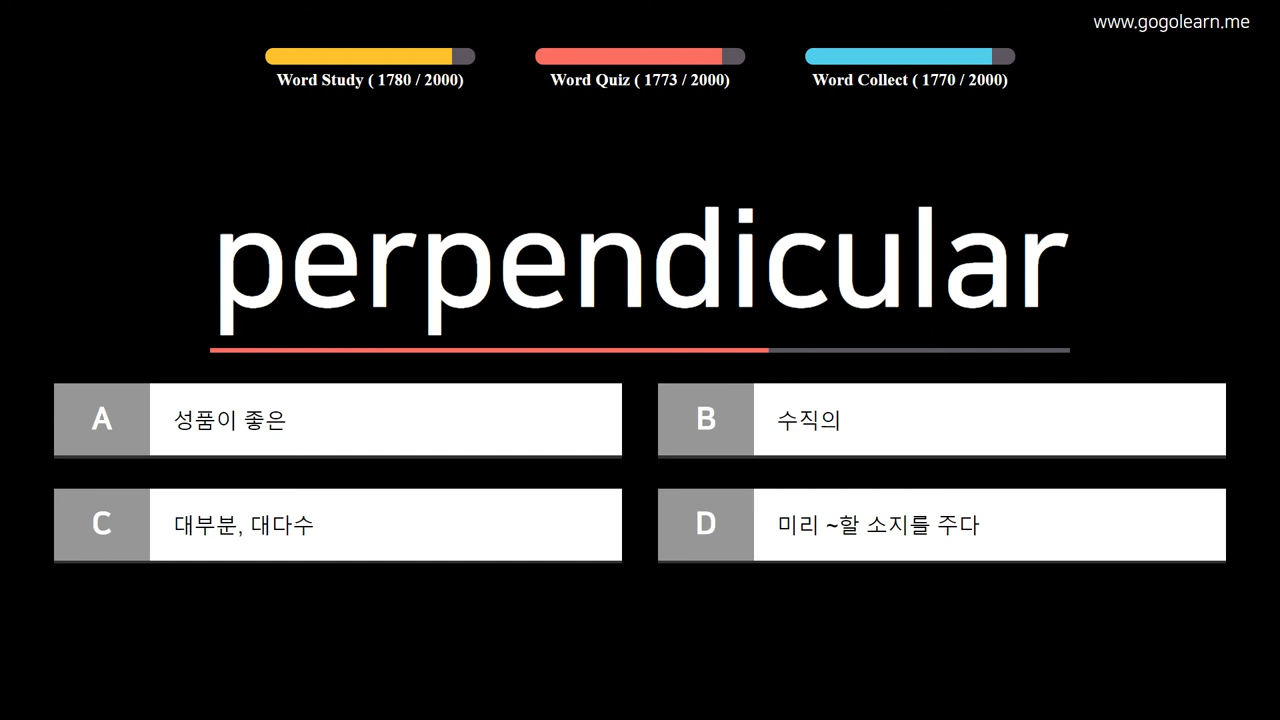 www.gogolearn.me
Word Study ( 1780 / 2000)
Word Quiz ( 1773 / 2000)
Word Collect ( 1770 / 2000)
perpendicular
A 성품이 좋은
B 수직의
C 대부분, 대다수
D 미리 ~할 소지를 주다